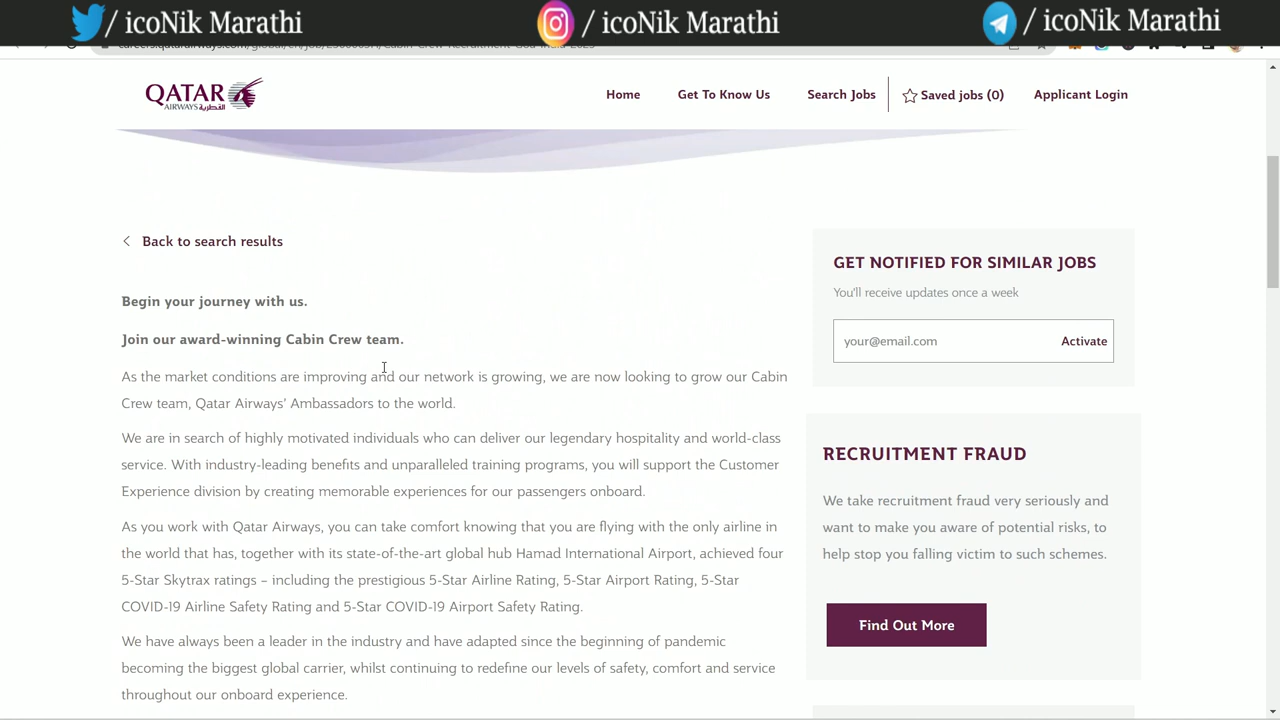 / icoNik Marathi
/ icoNik Marathi
/ icoNik Marathi
QATAR
AIRWAYS القطرية
Home
Get To Know Us
Search Jobs
Saved jobs (0)
Applicant Login
Back to search results
Begin your journey with us.
Join our award-winning Cabin Crew team.
As the market conditions are improving and our network is growing, we are now looking to grow our Cabin
Crew team, Qatar Airways' Ambassadors to the world.
We are in search of highly motivated individuals who can deliver our legendary hospitality and world-class
service. With industry-leading benefits and unparalleled training programs, you will support the Customer
Experience division by creating memorable experiences for our passengers onboard.
As you work with Qatar Airways, you can take comfort knowing that you are flying with the only airline in
the world that has, together with its state-of-the-art global hub Hamad International Airport, achieved four
5-Star Skytrax ratings – including the prestigious 5-Star Airline Rating, 5-Star Airport Rating, 5-Star
COVID-19 Airline Safety Rating and 5-Star COVID-19 Airport Safety Rating.
We have always been a leader in the industry and have adapted since the beginning of pandemic
becoming the biggest global carrier, whilst continuing to redefine our levels of safety, comfort and service
throughout our onboard experience.
GET NOTIFIED FOR SIMILAR JOBS
You'll receive updates once a week
your@email.com
Activate
RECRUITMENT FRAUD
We take recruitment fraud very seriously and
want to make you aware of potential risks, to
help stop you falling victim to such schemes.
Find Out More